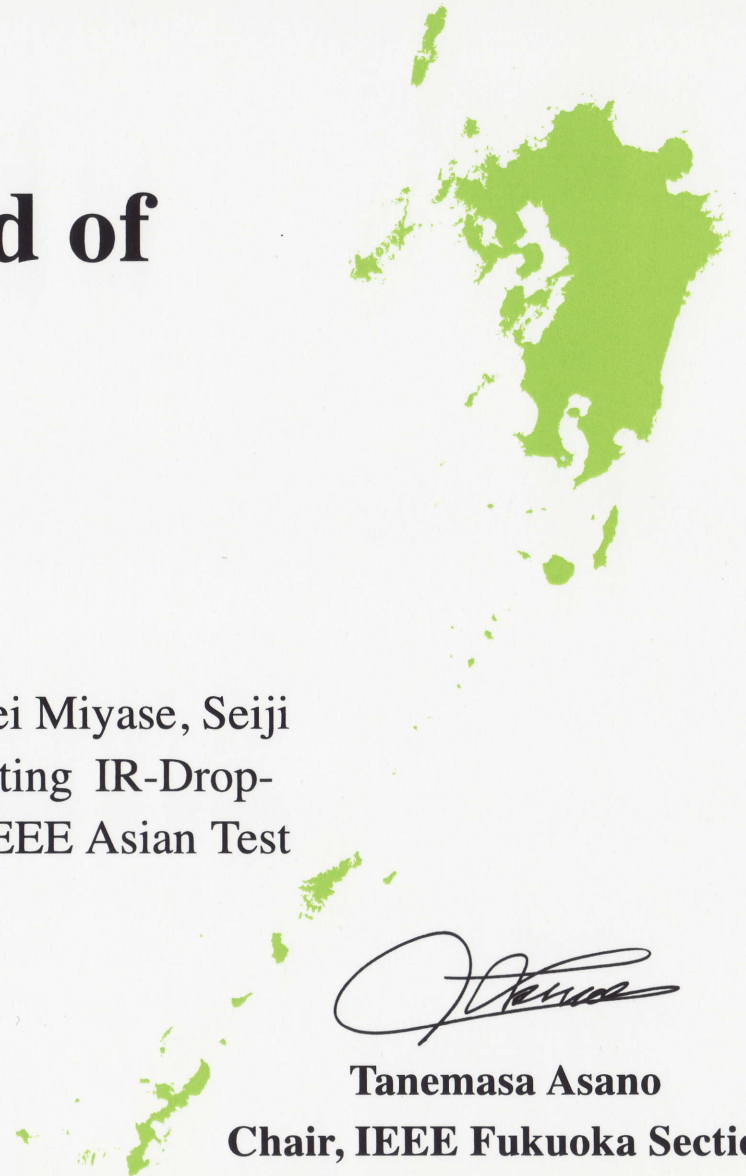 d of
ei Miyase, Seiji
ting IR-Drop-
EEE Asian Test
Tanemasa Asano
Chair, IEEE Fukuoka Sectio